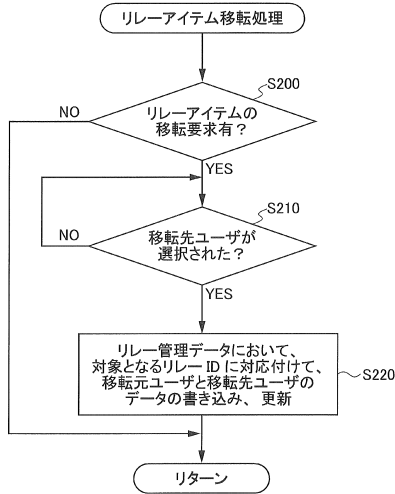 リレーアイテム移転処理
S200
リレーアイテムの
移転要求有？
NO
YES
S210
移転先ユーザが
選択された？
NO
YES
リレー管理データにおいて、
対象となるリレーIDに対応付けて、
移転元ユーザと移転先ユーザの
データの書き込み、更新
S220
リターン